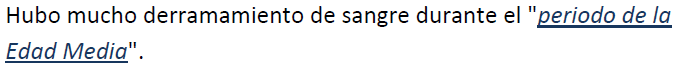 Hubo mucho derramamiento de sangre durante el "periodo de la
Edad Media".